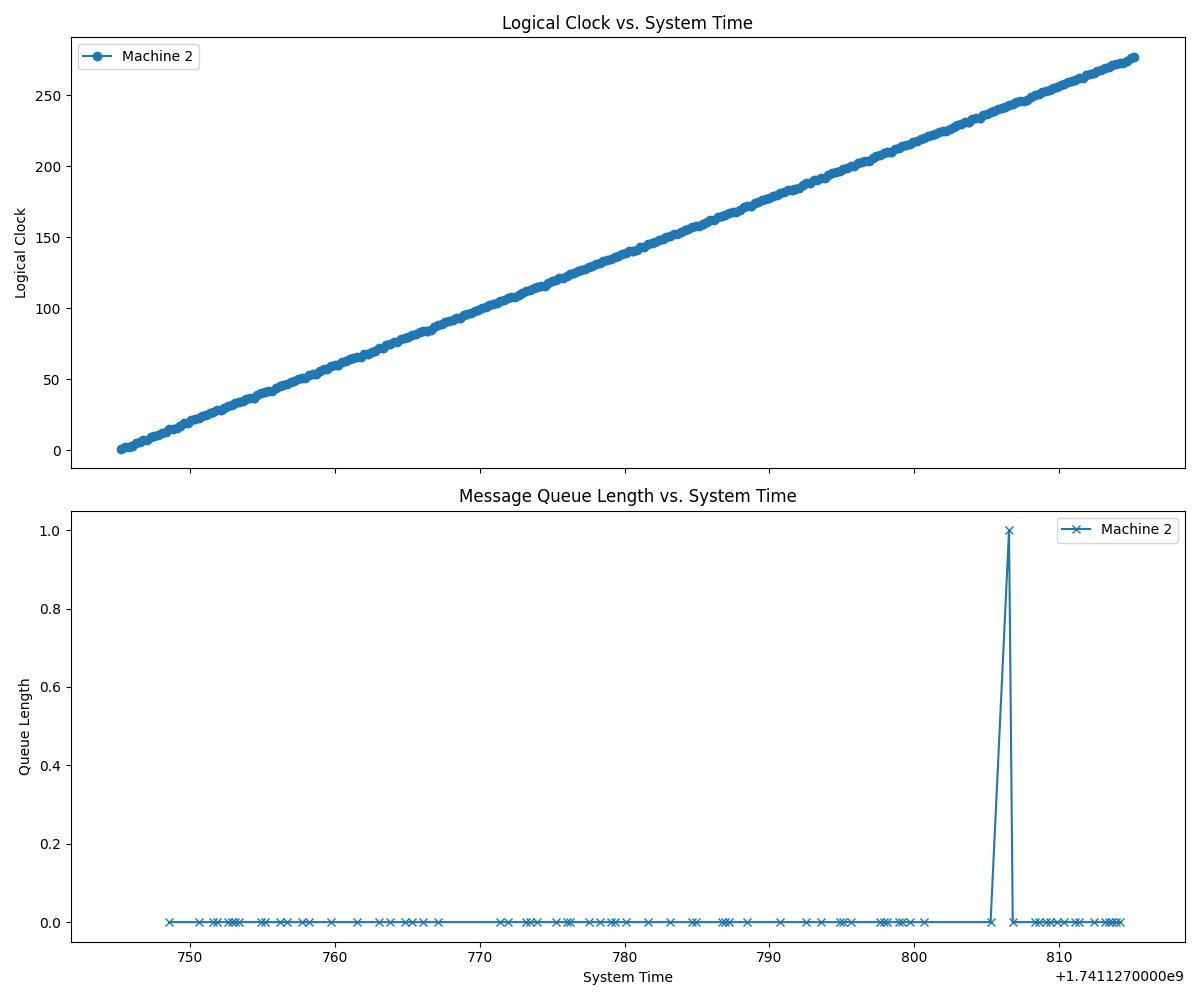 Logical Clock vs. System Time
Machine 2
250
200
150
100
50
0
Logical Clock
Message Queue Length vs. System Time
Machine 2
1.0
0.8
0.6
0.4
0.2
0.0
Queue Length
750 760 770 780 790 800 810
System Time
+1.7411270000e9